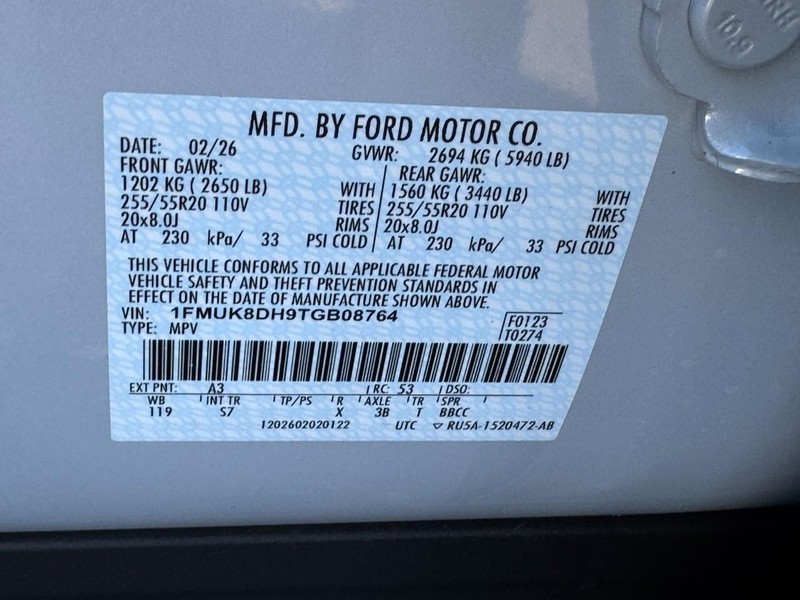 RH
10.9
MFD. BY FORD MOTOR CO.
DATE: 02/26 GVWR: 2694 KG ( 5940 LB)
FRONT GAWR: REAR GAWR:
1202 KG ( 2650 LB) WITH 1560 KG ( 3440 LB) WITH
255/55R20 110V TIRES 255/55R20 110V TIRES
20x8.0J RIMS 20x8.0J RIMS
AT 230 kPa/ 33 PSI COLD AT 230 kPa/ 33 PSI COLD
THIS VEHICLE CONFORMS TO ALL APPLICABLE FEDERAL MOTOR
VEHICLE SAFETY AND THEFT PREVENTION STANDARDS IN
EFFECT ON THE DATE OF MANUFACTURE SHOWN ABOVE.
VIN: 1FMUK8DH9TGB08764 F0123
TYPE: MPV T0274
EXT PNT: A3 RC: 53 DSO:
WB INT TR TP/PS R AXLE TR SPR
119 S7 X 3B T BBCC
1202602020122 UTC RU5A-1520472-AB